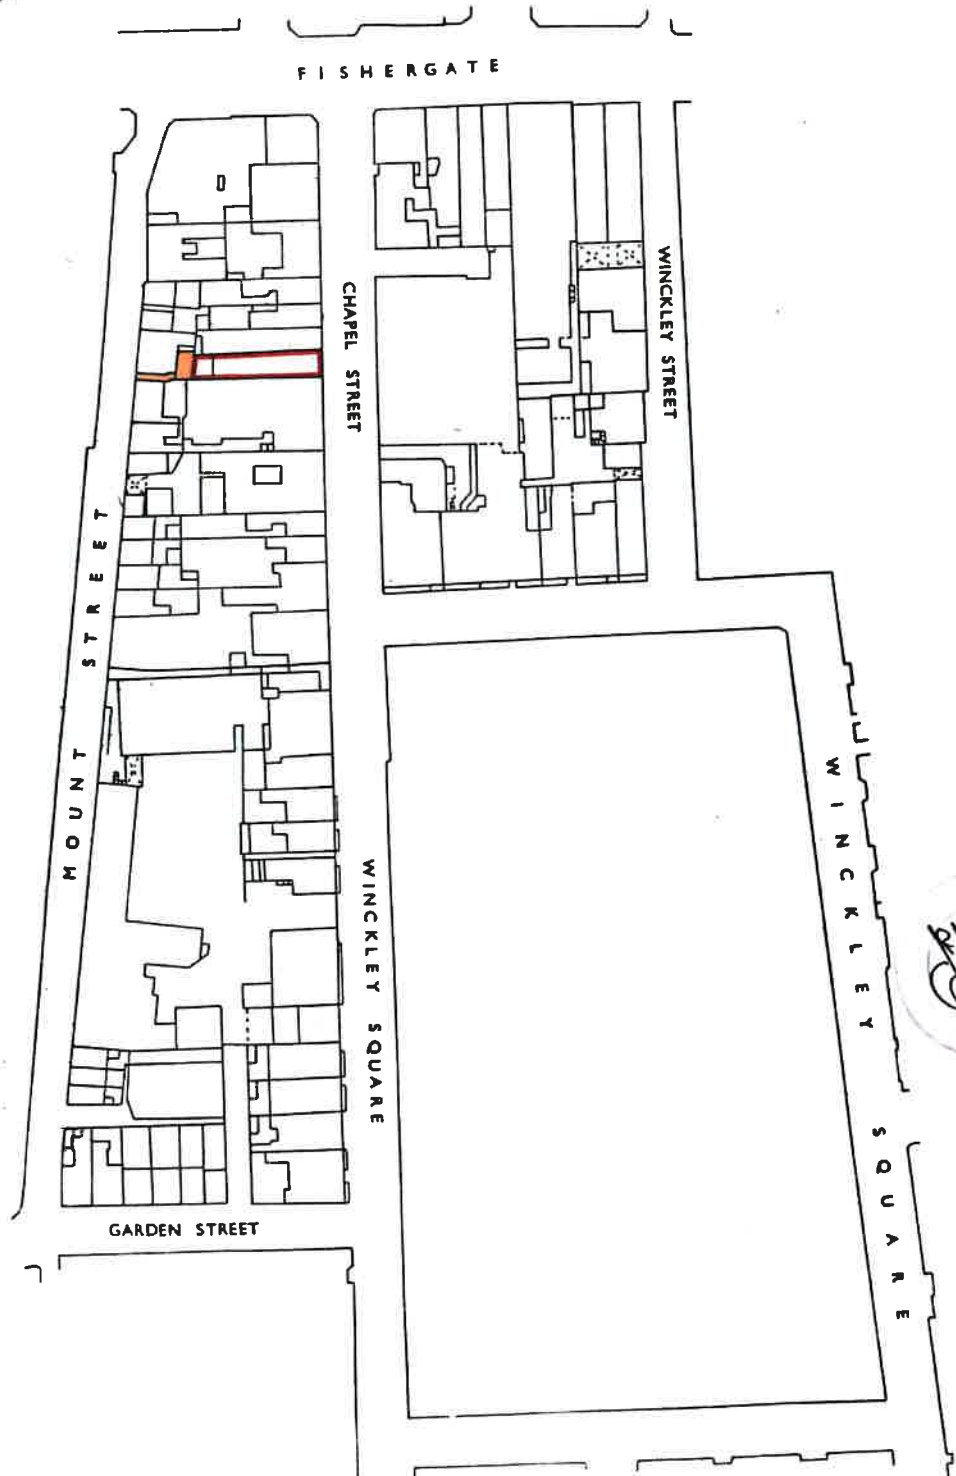 FISHERGATE
CHAPEL STREET
WINCKLEY STREET
MOUNT STREET
WINCKLEY SQUARE
WINCKLEY SQUARE
GARDEN STREET